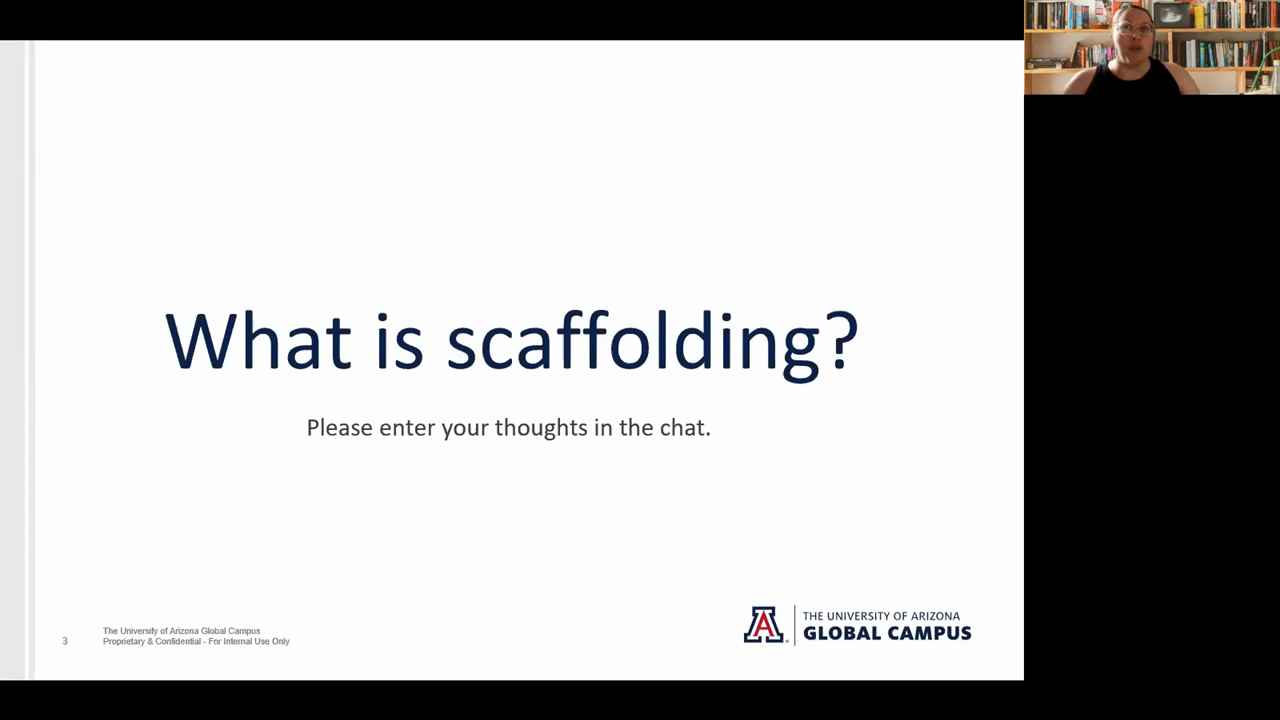 What is scaffolding?
Please enter your thoughts in the chat.
3
The University of Arizona Global Campus
Proprietary & Confidential - For Internal Use Only
A
THE UNIVERSITY OF ARIZONA
GLOBAL CAMPUS